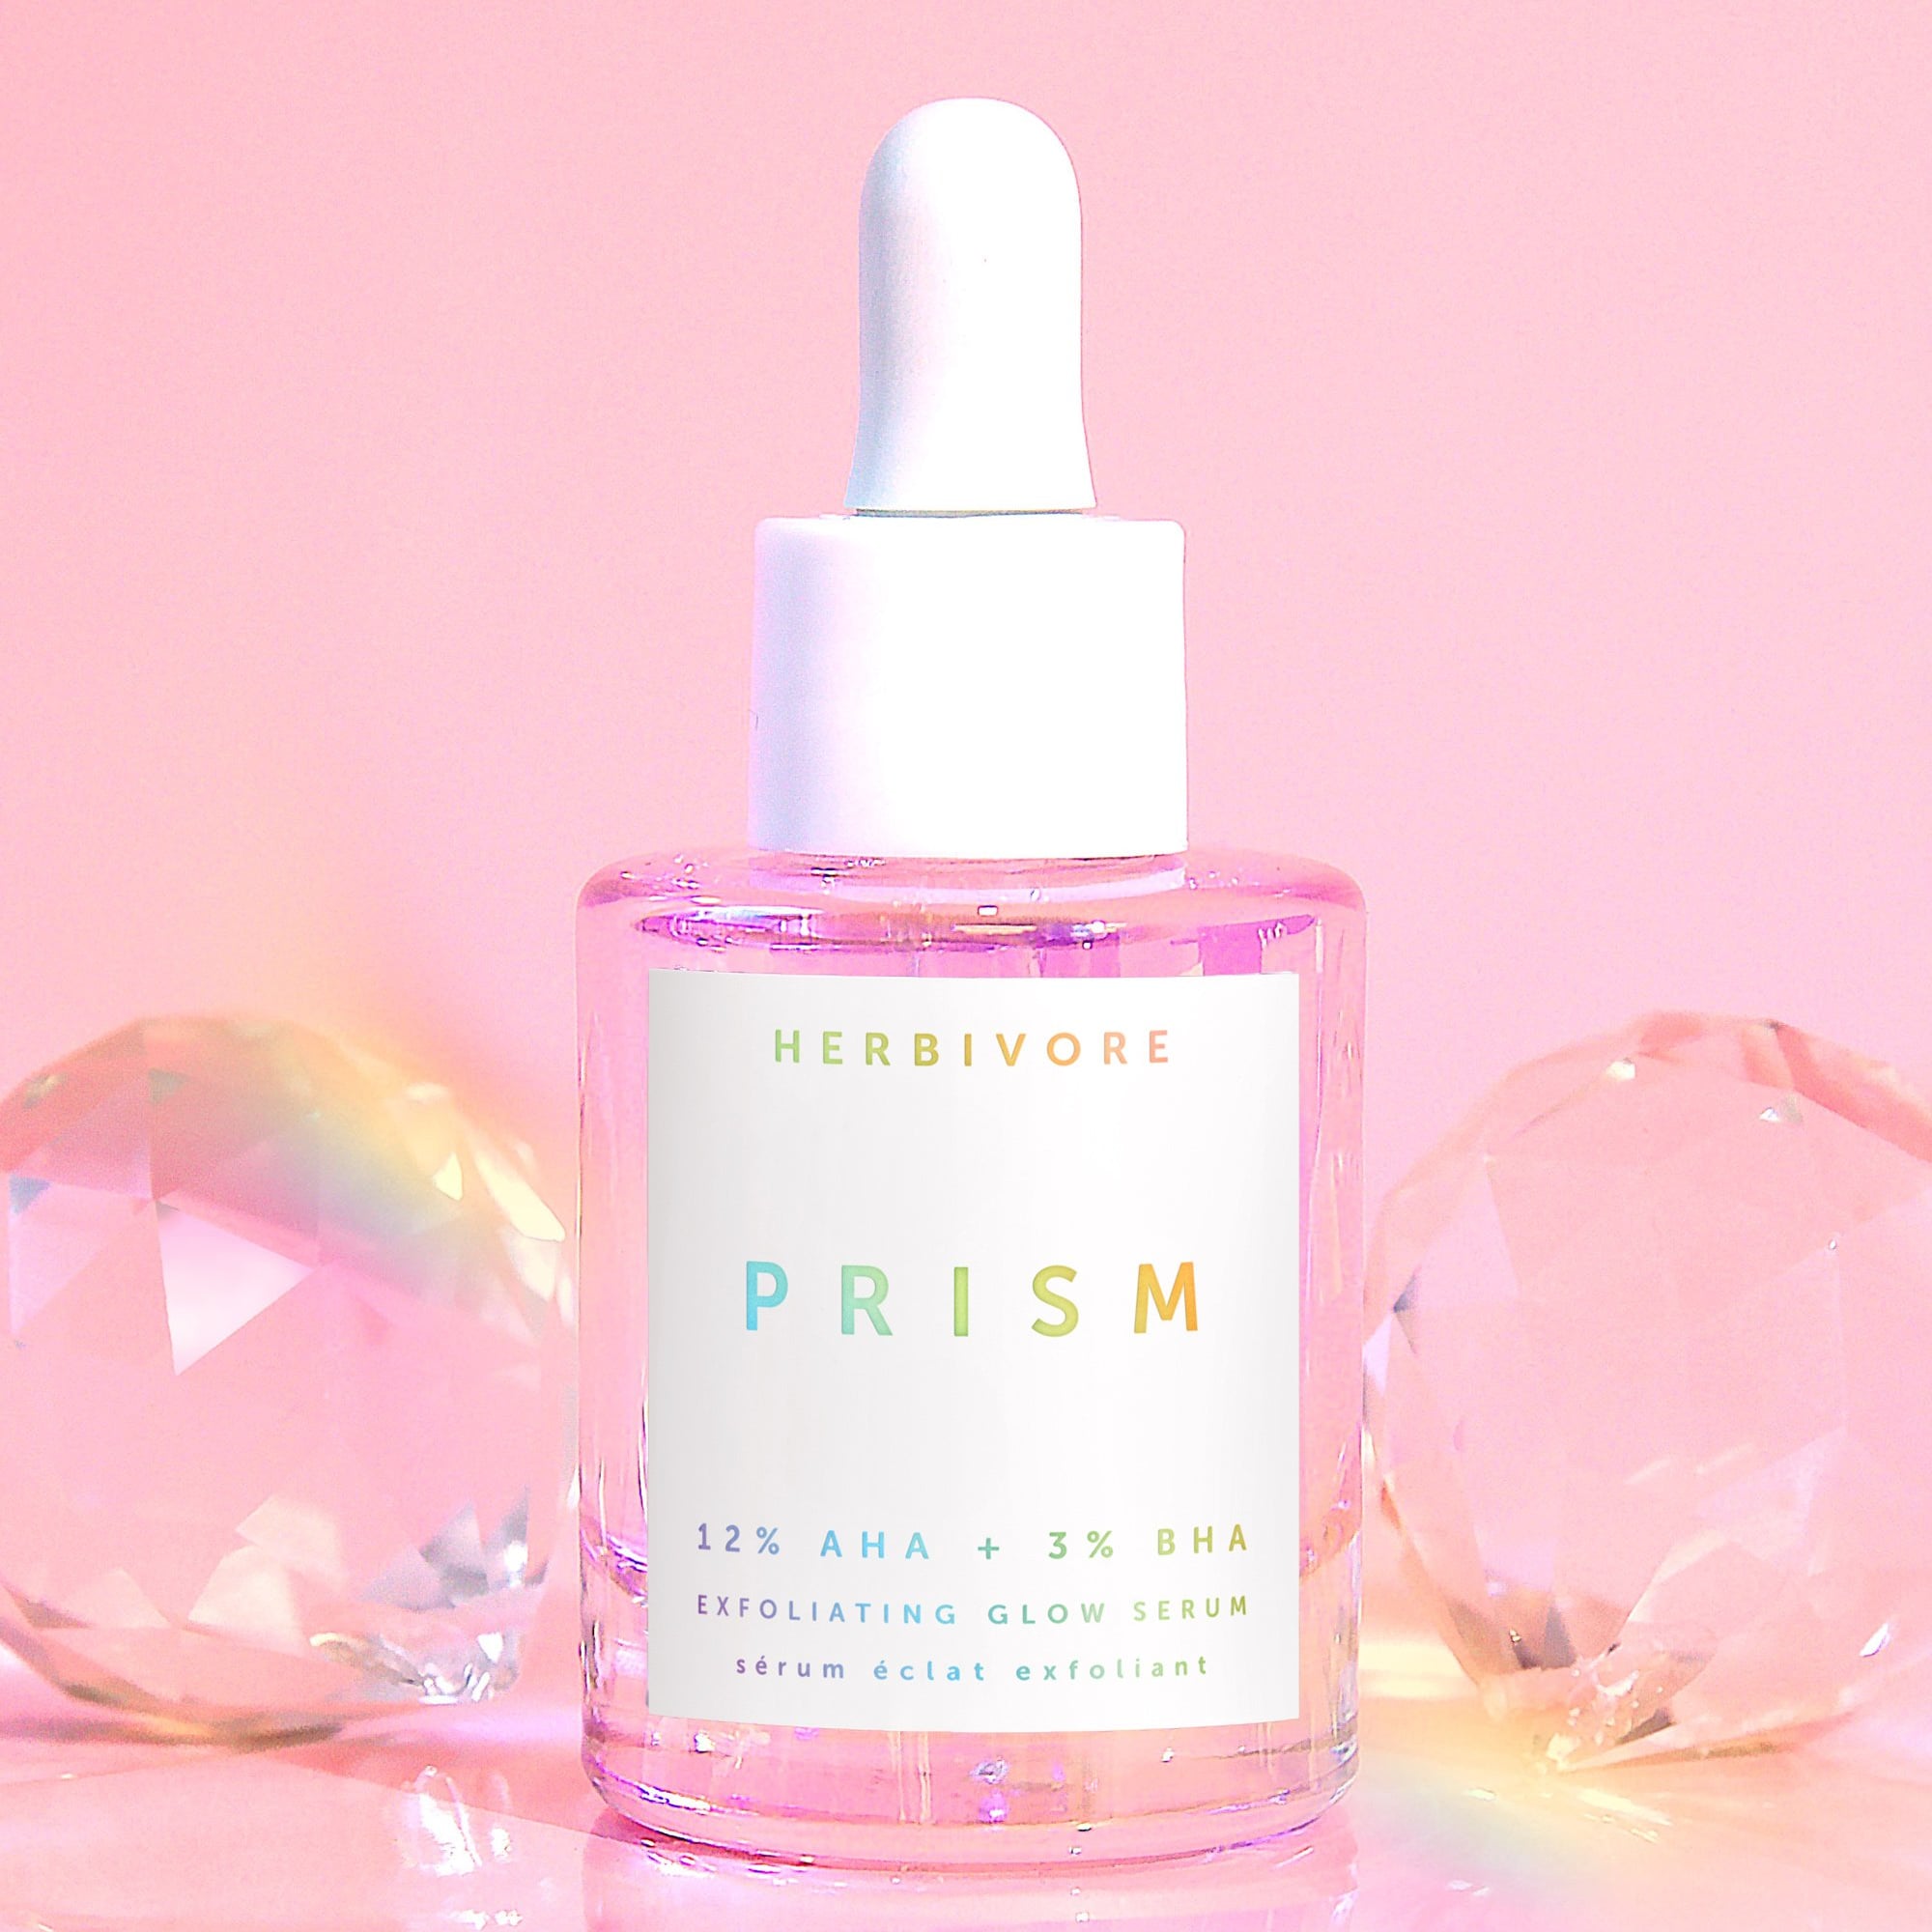 HERBIVORE
PRISM
12% AHA + 3% BHA
EXFOLIATING GLOW SERUM
sérum éclat exfoliant